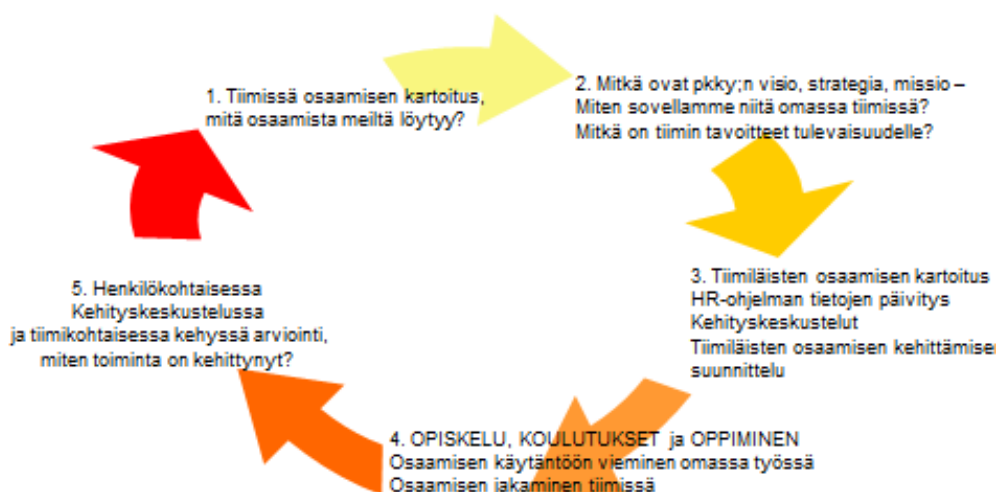 1. Tiimissä osaamisen kartoitus,
mitä osaamista meiltä löytyy?
2. Mitkä ovat pkky;n visio, strategia, missio –
Miten sovellamme niitä omassa tiimissä?
Mitkä on tiimin tavoitteet tulevaisuudelle?
3. Tiimiläisten osaamisen kartoitus
HR-ohjelman tietojen päivitys
Kehityskeskustelut
Tiimiläisten osaamisen kehittämise
suunnittelu
4. OPISKELU, KOULUTUKSET ja OPPIMINEN
Osaamisen käytäntöön vieminen omassa työssä
Osaamisen jakaminen tiimissä
5. Henkilökohtaisessa
Kehityskeskustelussa
ja tiimikohtaisessa kehyssä arviointi,
miten toiminta on kehittynyt?